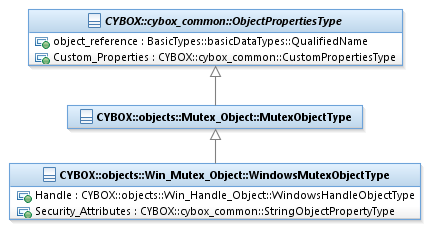 CYBOX::cybox_common::ObjectPropertiesType
object_reference : BasicTypes::basicDataTypes::QualifiedName
Custom_Properties : CYBOX::cybox_common::CustomPropertiesType
CYBOX::objects::Mutex_Object::MutexObjectType
CYBOX::objects::Win_Mutex_Object::WindowsMutexObjectType
Handle : CYBOX::objects::Win_Handle_Object::WindowsHandleObjectType
Security_Attributes : CYBOX::cybox_common::StringObjectPropertyType